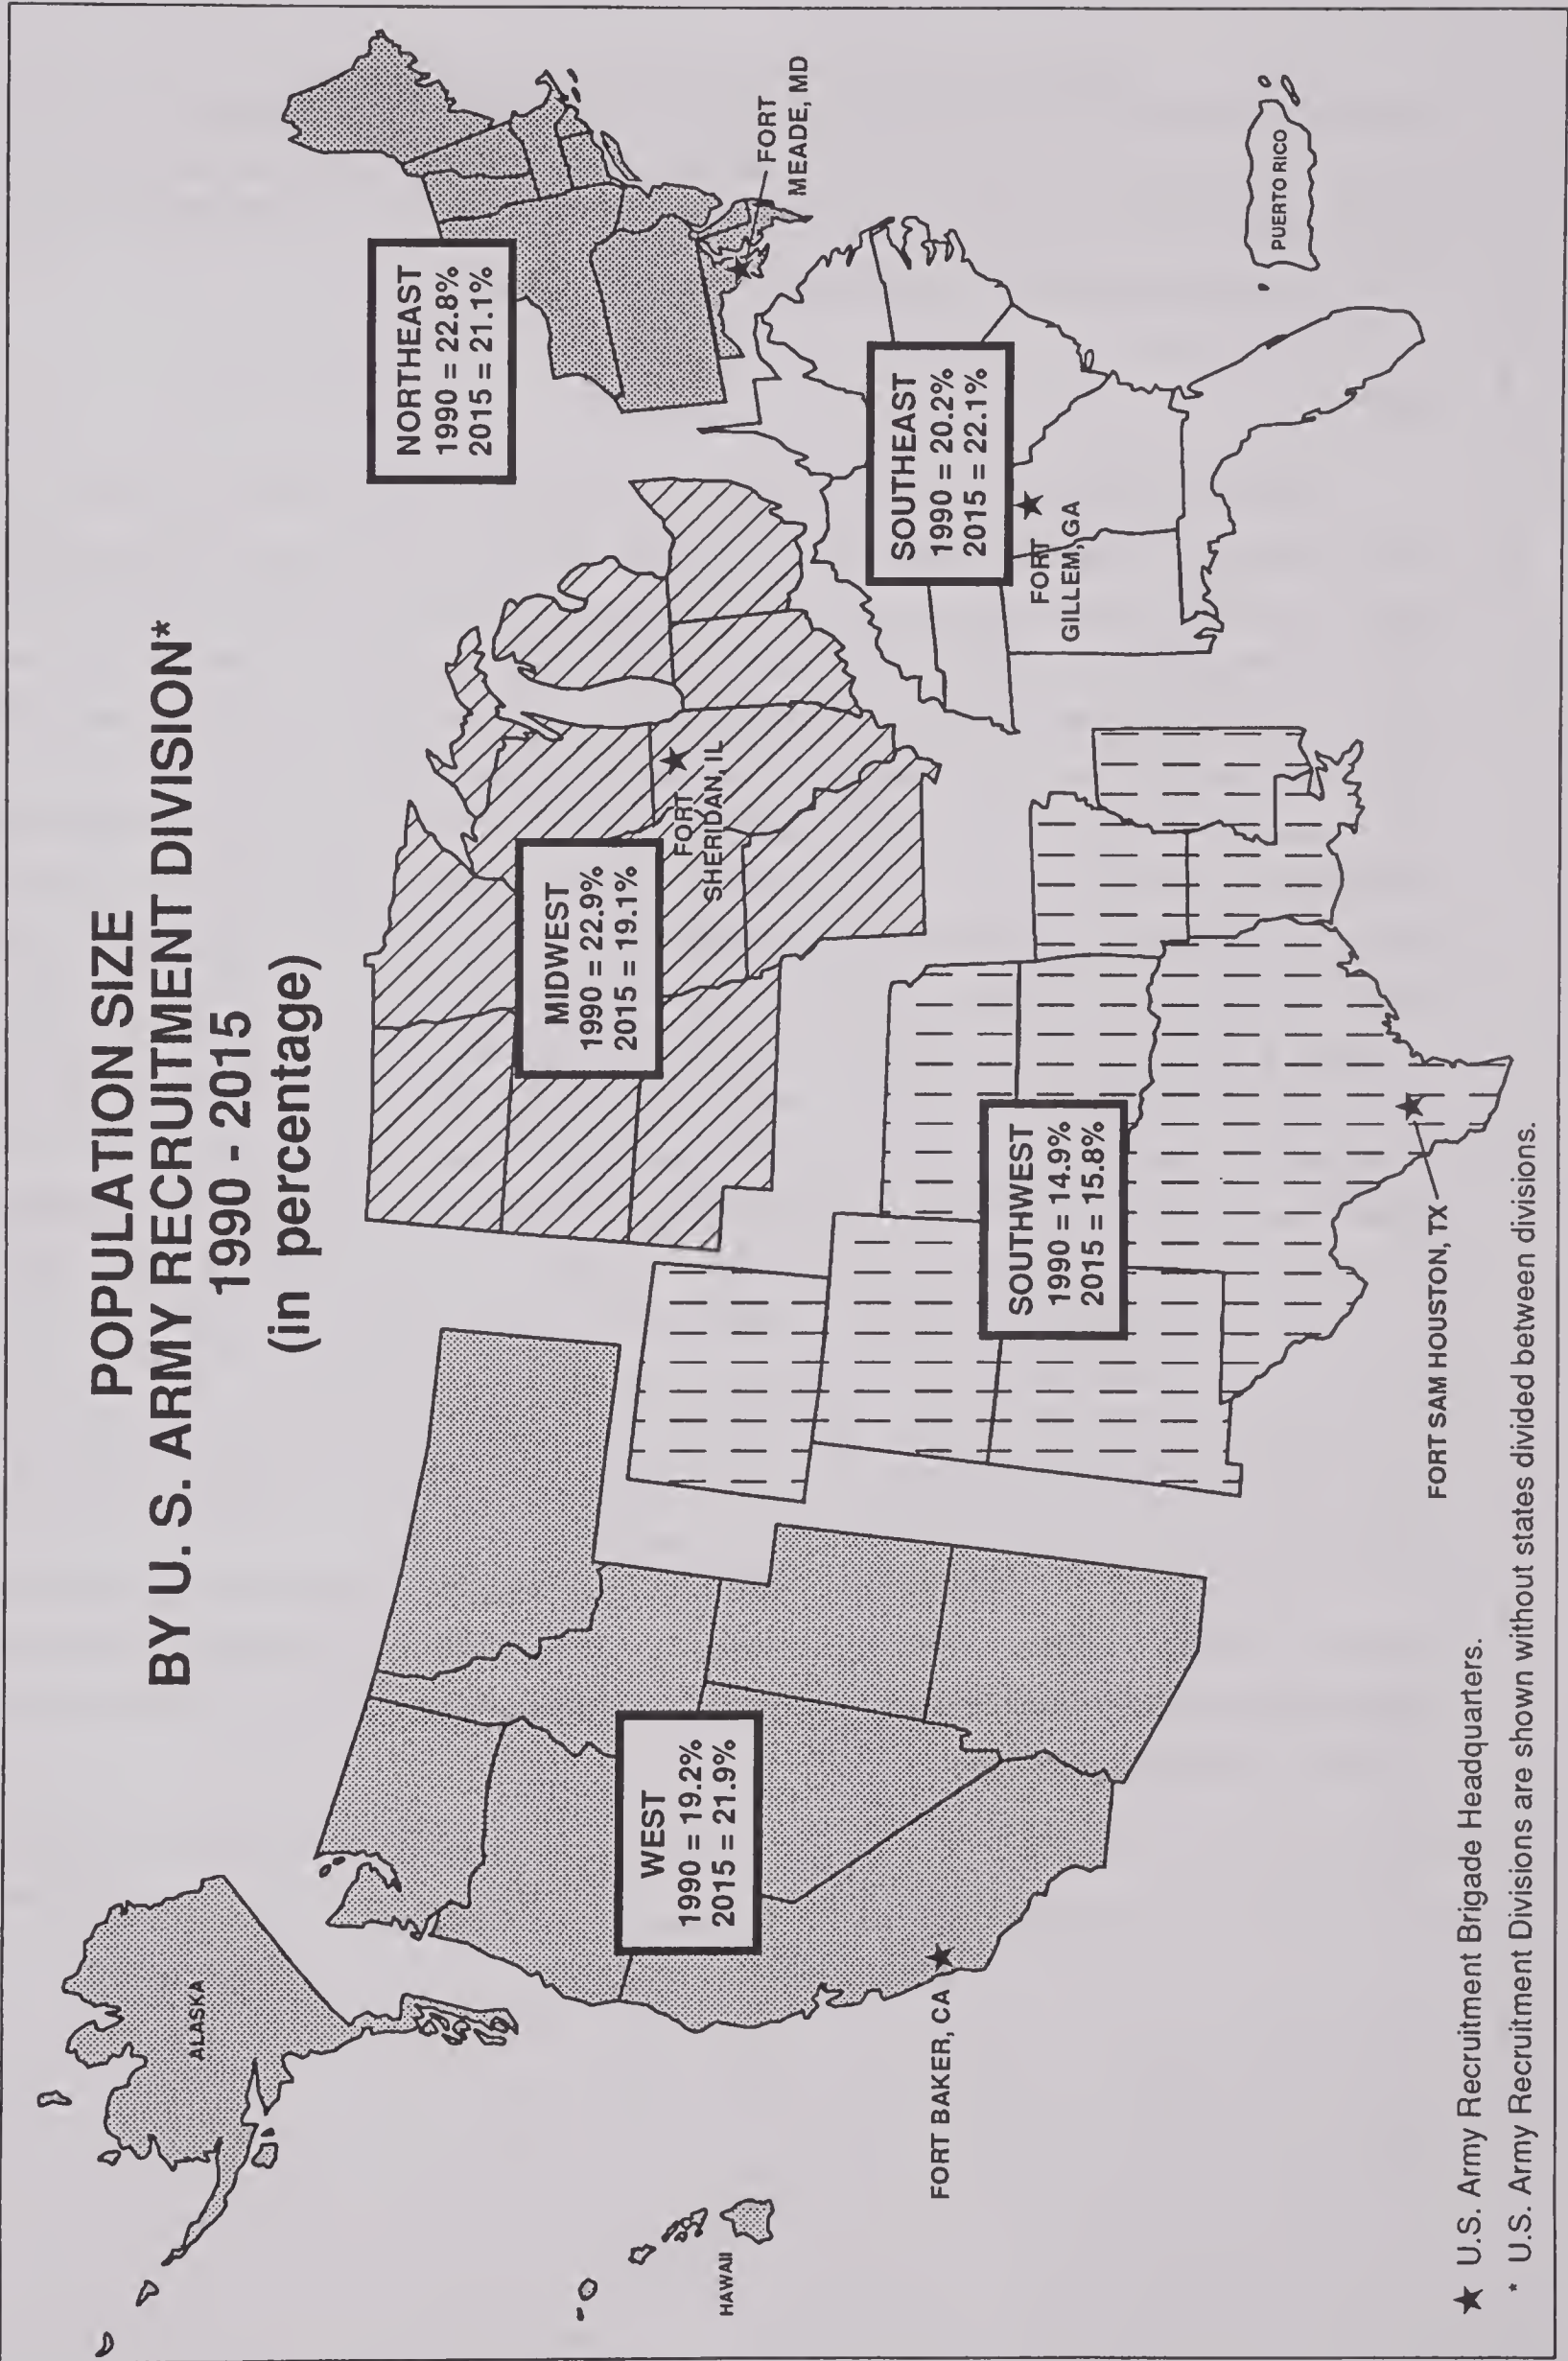 POPULATION SIZE
BY U. S. ARMY RECRUITMENT DIVISION*
1990 - 2015
(in percentage)
ALASKA
HAWAII
WEST
1990 = 19.2%
2015 = 21.9%
FORT BAKER, CA
MIDWEST
1990 = 22.9%
2015 = 19.1%
FORT
SHERIDAN, IL
NORTHEAST
1990 = 22.8%
2015 = 21.1%
FORT
MEADE, MD
SOUTHWEST
1990 = 14.9%
2015 = 15.8%
FORT SAM HOUSTON, TX
SOUTHEAST
1990 = 20.2%
2015 = 22.1%
FORT
GILLEM, GA
PUERTO RICO
★ U.S. Army Recruitment Brigade Headquarters.
* U.S. Army Recruitment Divisions are shown without states divided between divisions.